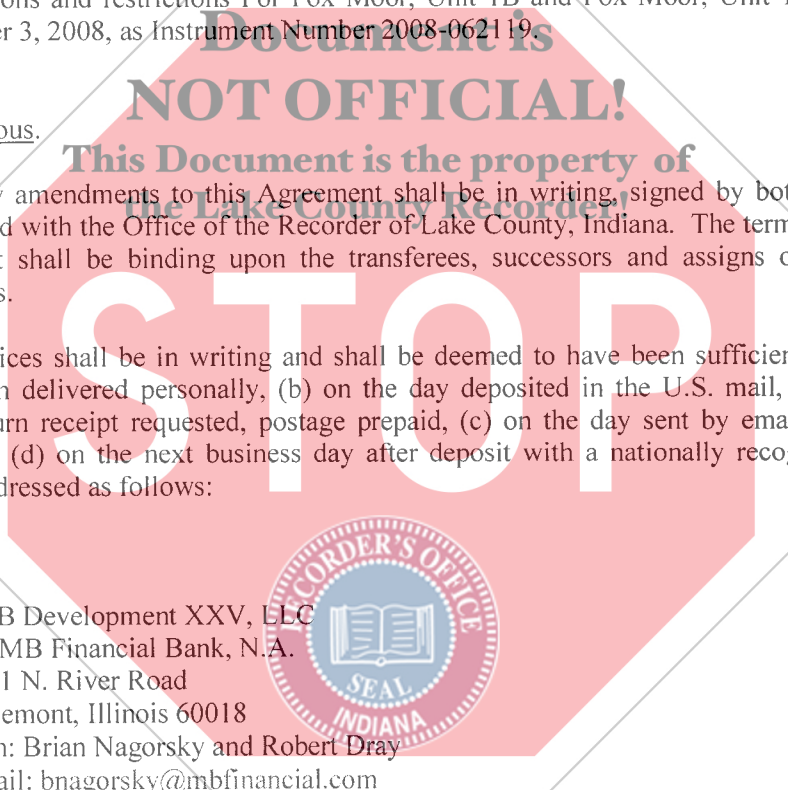 ions and restrictions For Fox Moor, Unit 1B and Fox Moor, Unit
er 3, 2008, as Instrument Number 2008-062119.
Document is
NOT OFFICIAL!
ous.
This Document is the property of
the Lake County Recorder!
y amendments to this Agreement shall be in writing, signed by bot
d with the Office of the Recorder of Lake County, Indiana. The term
t shall be binding upon the transferees, successors and assigns o
s.
STOP
ices shall be in writing and shall be deemed to have been sufficien
n delivered personally, (b) on the day deposited in the U.S. mail,
urn receipt requested, postage prepaid, (c) on the day sent by ema
(d) on the next business day after deposit with a nationally recog
dressed as follows:
RECORDER'S OFFICE
SEAL
INDIANA
B Development XXV, LLC
MB Financial Bank, N.A.
1 N. River Road
emont, Illinois 60018
n: Brian Nagorsky and Robert Dray
ail: bnagorsky@mbfinancial.com